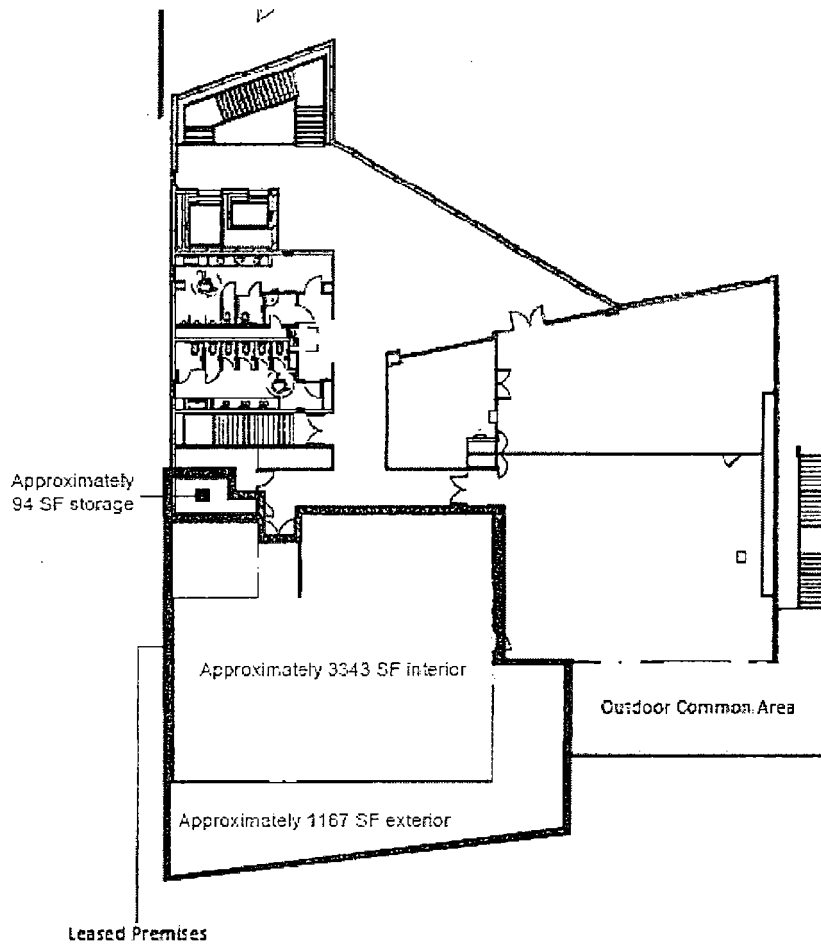 Approximately
94 SF storage
Approximately 3343 SF interior
Outdoor Common Area
Approximately 1167 SF exterior
Leased Premises